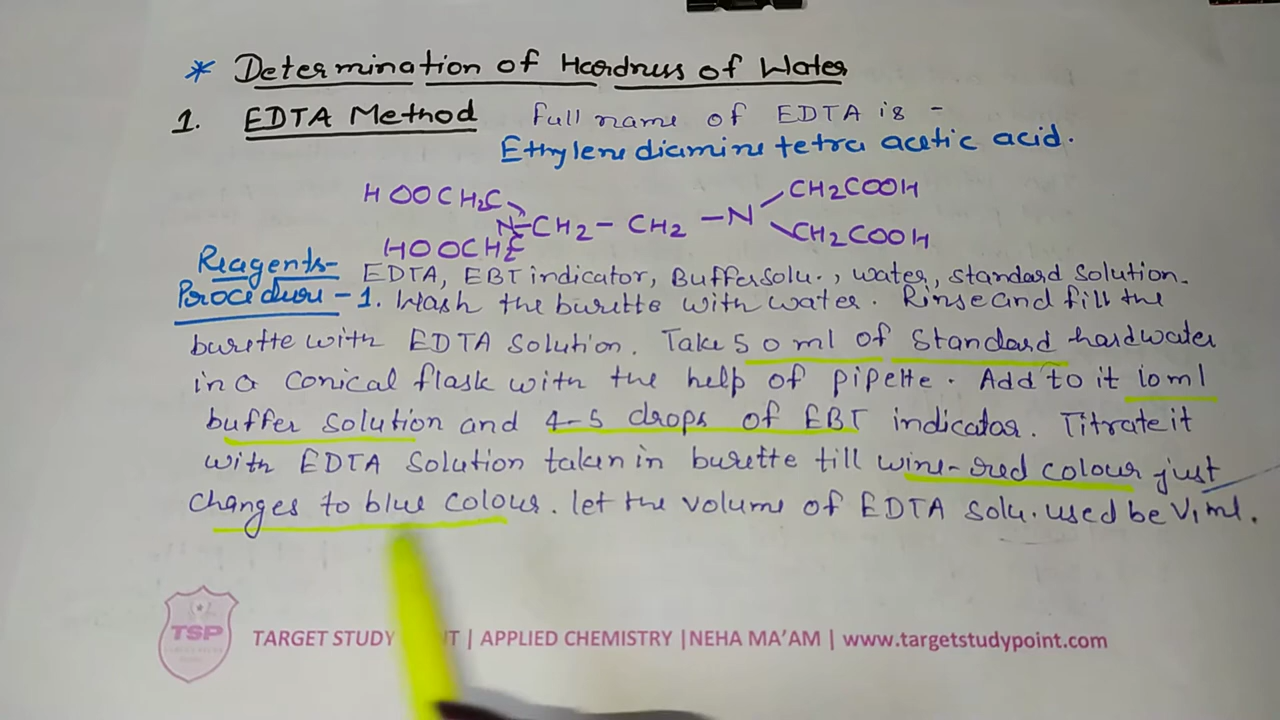 * Determination of Hardness of Water
1. EDTA Method Full name of EDTA is -
Ethylene diamine tetra acetic acid.
HOOCH2C CH2COOH
N-CH2- CH2 -N
HOOCH2C CH2COOH
Reagents- EDTA, EBT indicator, Buffer Solu., water, standard solution.
Procedure - 1. Wash the burette with water. Rinse and fill the
burette with EDTA solution. Take 50 ml of Standard hardwater
in a conical flask with the help of pipette. Add to it 10 ml
buffer solution and 4-5 drops of EBT indicator. Titrate it
with EDTA solution taken in burette till wine-red colour just
changes to blue colour. let the volume of EDTA solu. used be V1 ml.
TSP
TARGET STUDY | APPLIED CHEMISTRY | NEHA MA'AM | www.targetstudypoint.com